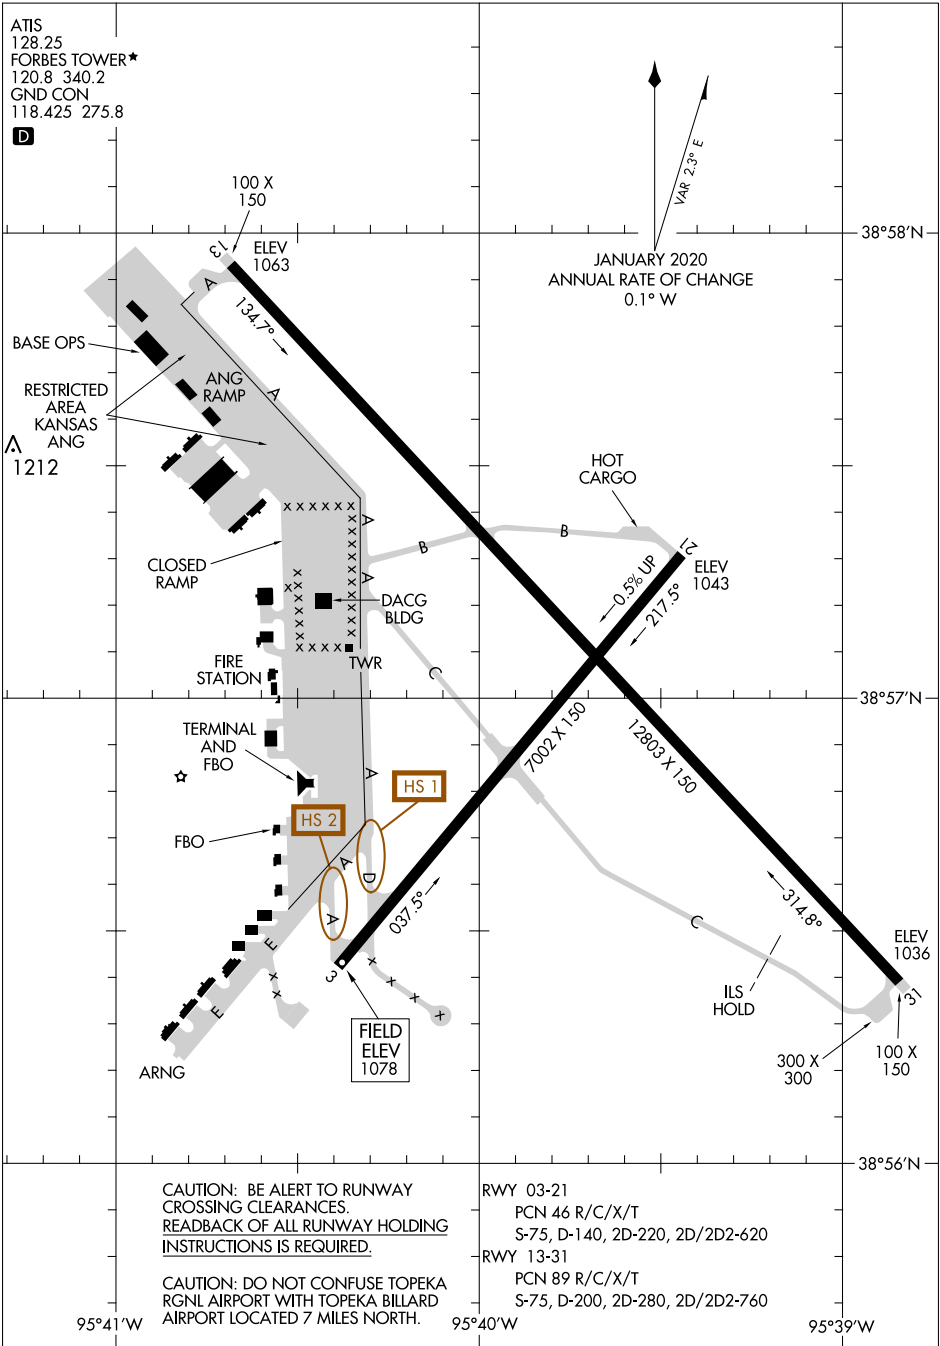 ATIS
128.25
FORBES TOWER★
120.8 340.2
GND CON
118.425 275.8
D
VAR 2.3° E
JANUARY 2020
ANNUAL RATE OF CHANGE
0.1° W
38°58'N
100 X
150
13
ELEV
1063
134.7°
A
BASE OPS
ANG
RAMP
A
RESTRICTED
AREA
KANSAS
ANG
1212
HOT
CARGO
X X X X X X
A
B
B
21
CLOSED
RAMP
A
0.5% UP
217.5°
ELEV
1043
DACG
BLDG
TWR
FIRE
STATION
C
38°57'N
7002 X 150
12803 X 150
TERMINAL
AND
FBO
A
HS 1
HS 2
FBO
A
D
A
037.5°
314.8°
C
E
E
3
ELEV
1036
31
ILS
HOLD
FIELD
ELEV
1078
300 X
300
100 X
150
ARNG
38°56'N
CAUTION: BE ALERT TO RUNWAY
CROSSING CLEARANCES.
READBACK OF ALL RUNWAY HOLDING
INSTRUCTIONS IS REQUIRED.
CAUTION: DO NOT CONFUSE TOPEKA
RGNL AIRPORT WITH TOPEKA BILLARD
AIRPORT LOCATED 7 MILES NORTH.
RWY 03-21
PCN 46 R/C/X/T
S-75, D-140, 2D-220, 2D/2D2-620
RWY 13-31
PCN 89 R/C/X/T
S-75, D-200, 2D-280, 2D/2D2-760
95°41'W
95°40'W
95°39'W